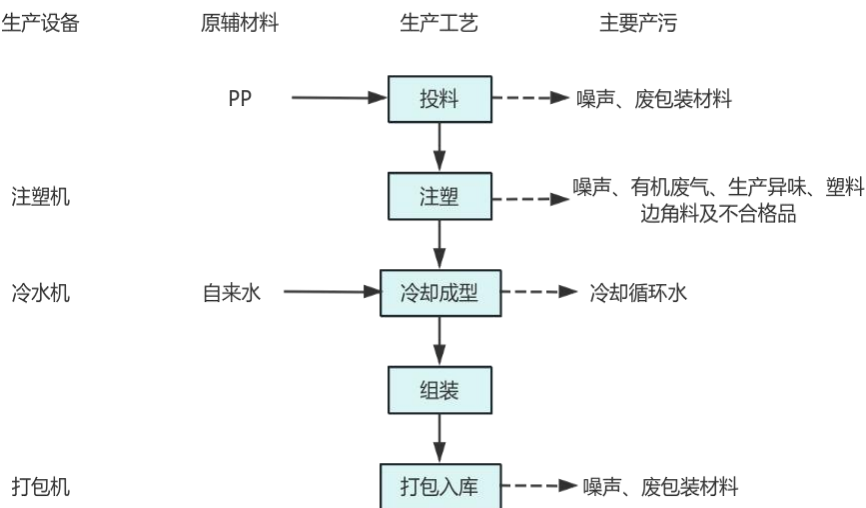 生产设备 原辅材料 生产工艺 主要产污
PP 投料 噪声、废包装材料
注塑机 注塑 噪声、有机废气、生产异味、塑料
边角料及不合格品
冷水机 自来水 冷却成型 冷却循环水
组装
打包机 打包入库 噪声、废包装材料